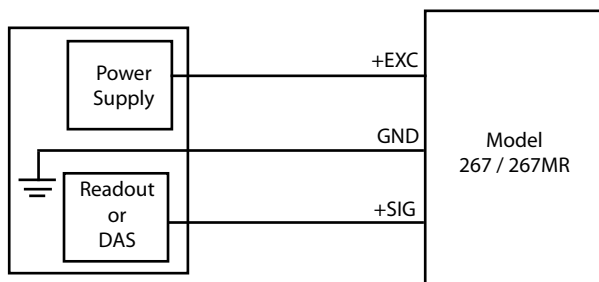 Power
Supply
+EXC
GND
Model
267 / 267MR
Readout
or
DAS
+SIG